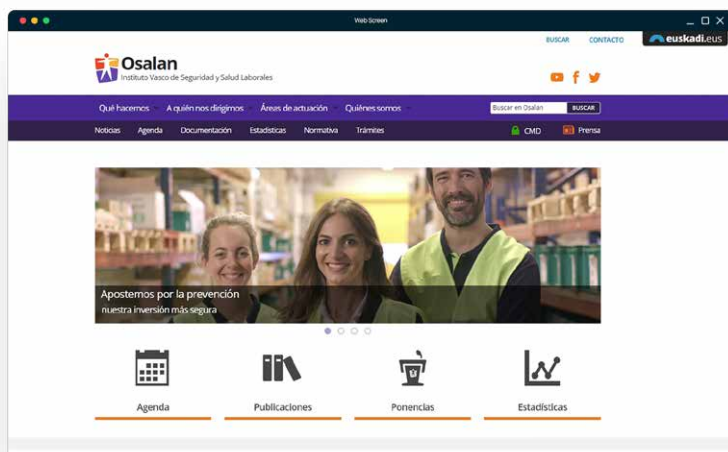 Web Screen
BUSCAR CONTACTO euskadi.eus
Osalan
Instituto Vasco de Seguridad y Salud Laborales
Qué hacemos A quién nos dirigimos Áreas de actuación Quiénes somos Buscar en Osalan BUSCAR
Noticias Agenda Documentación Estadísticas Normativa Trámites CMD Prensa
Apostemos por la prevención
nuestra inversión más segura
Agenda Publicaciones Ponencias Estadísticas